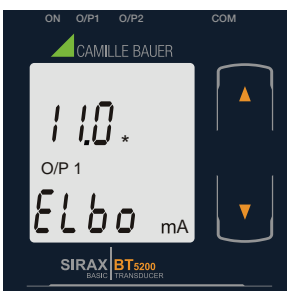 ON O/P1 O/P2 COM
CAMILLE BAUER
11.0 *
O/P 1
ELbo mA
SIRAX BT5200
BASIC TRANSDUCER